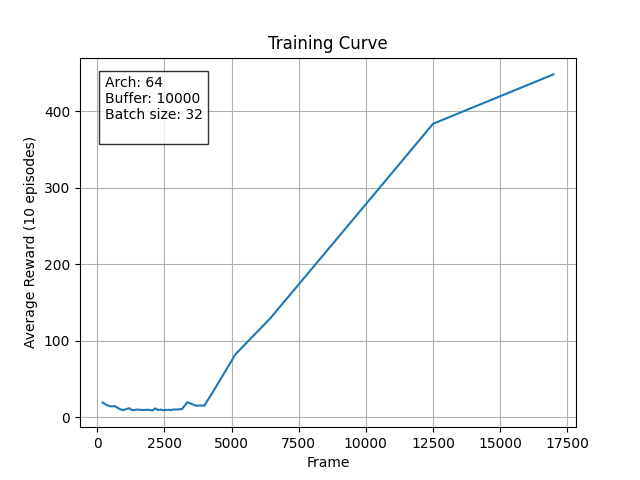 Training Curve
Arch: 64
Buffer: 10000
Batch size: 32
Average Reward (10 episodes)
400
300
200
100
0
0 2500 5000 7500 10000 12500 15000 17500
Frame